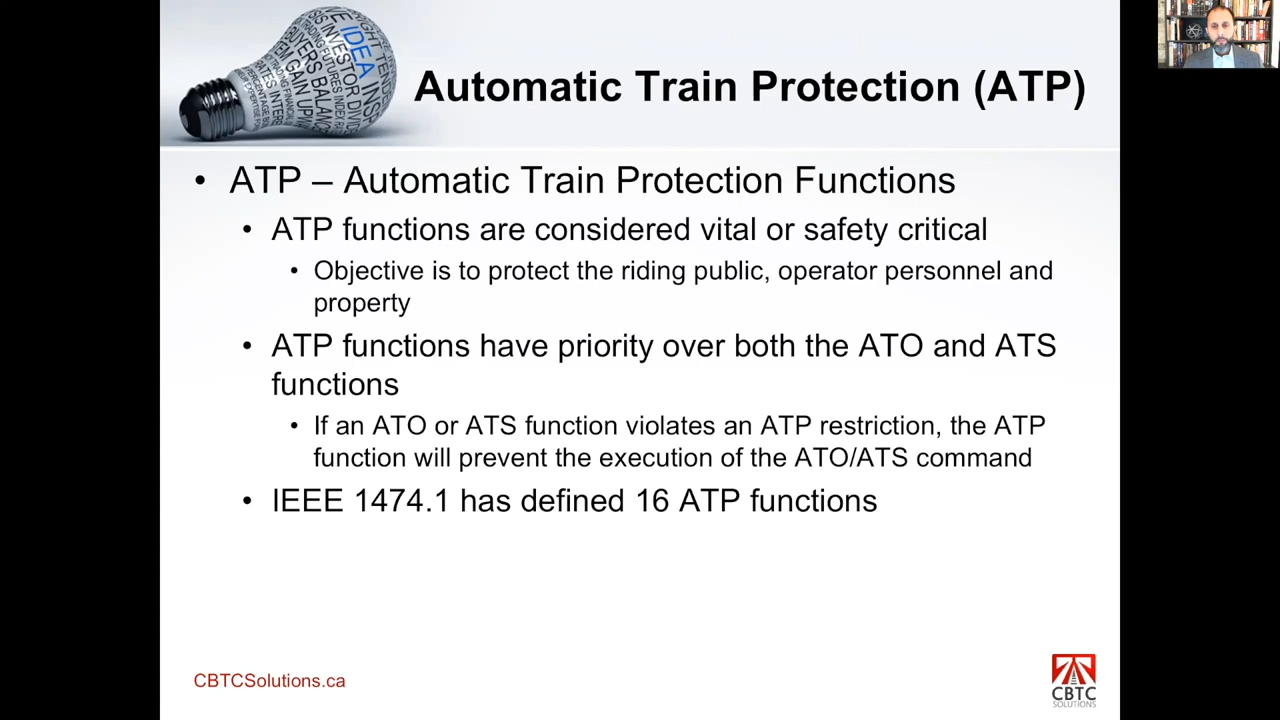 IDEA
Automatic Train Protection (ATP)
• ATP – Automatic Train Protection Functions
• ATP functions are considered vital or safety critical
• Objective is to protect the riding public, operator personnel and
property
• ATP functions have priority over both the ATO and ATS
functions
• If an ATO or ATS function violates an ATP restriction, the ATP
function will prevent the execution of the ATO/ATS command
• IEEE 1474.1 has defined 16 ATP functions
CBTCSolutions.ca
CBTC
SOLUTIONS